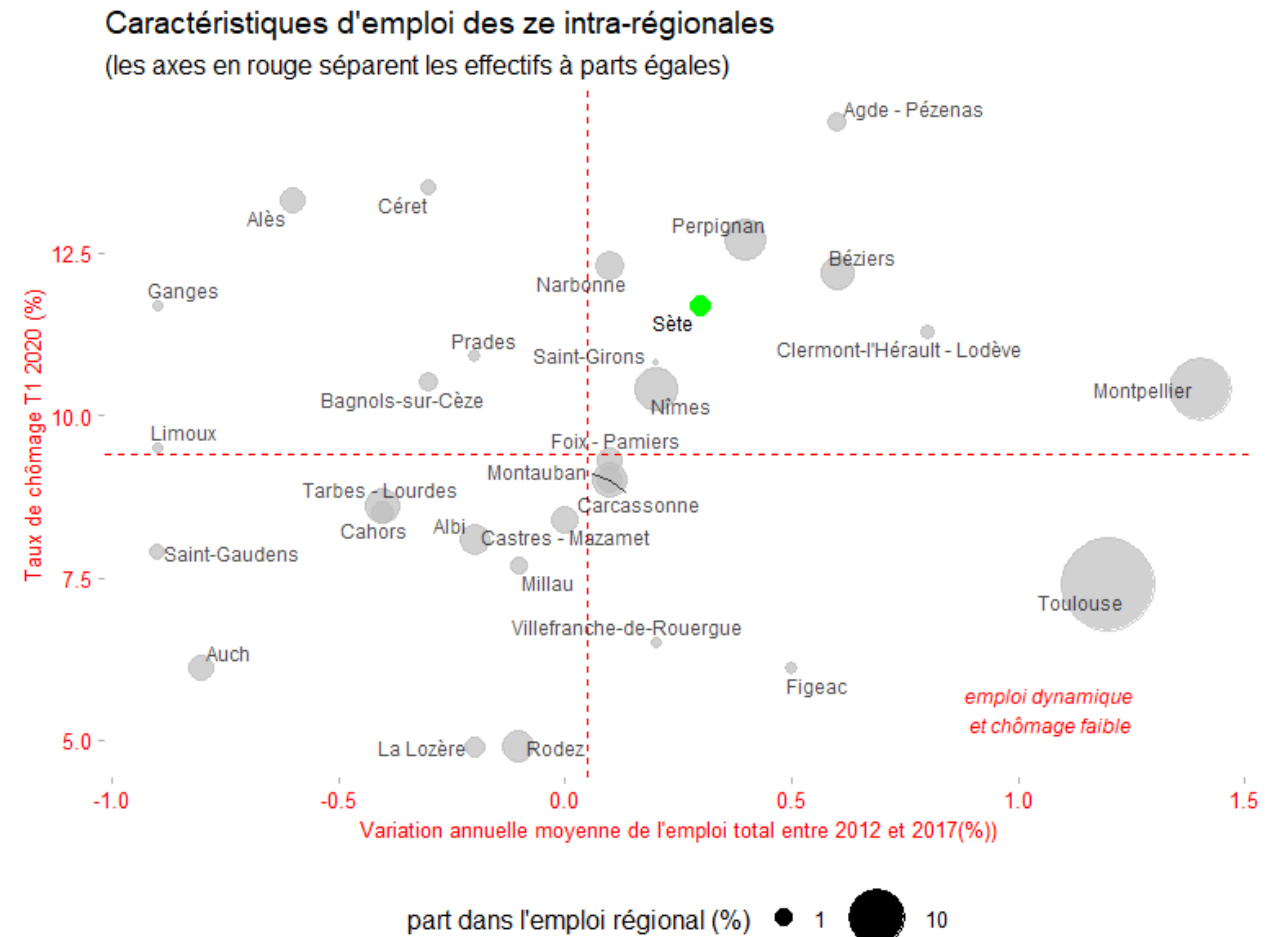 Caractéristiques d'emploi des ze intra-régionales
(les axes en rouge séparent les effectifs à parts égales)
Agde - Pézenas
Céret
Alès
Perpignan
12.5
Béziers
Narbonne
Ganges
Sète
Prades
Saint-Girons
Clermont-l'Hérault - Lodève
Montpellier
Bagnols-sur-Cèze
Nîmes
10.0
Limoux
Foix - Pamiers
Montauban
Tarbes - Lourdes
Carcassonne
Cahors
Albi
Castres - Mazamet
Saint-Gaudens
7.5
Millau
Toulouse
Villefranche-de-Rouergue
Auch
Figeac
emploi dynamique
et chômage faible
5.0
La Lozère
Rodez
Taux de chômage T1 2020 (%)
-1.0 -0.5 0.0 0.5 1.0 1.5
Variation annuelle moyenne de l'emploi total entre 2012 et 2017(%))
part dans l'emploi régional (%) 1 10